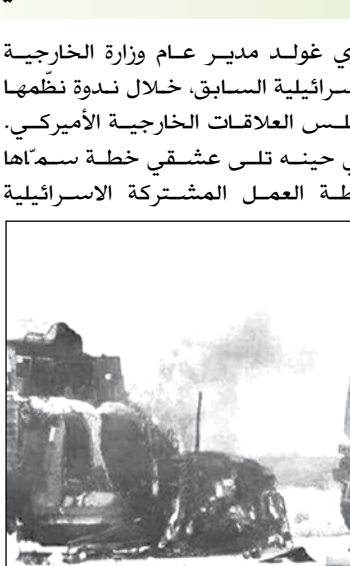 ي غولد مدير عام وزارة الخارجية
سرائيلية السابق، خلال ندوة نظّمها
لس العلاقات الخارجية الأميركي.
ي حينه تلى عشقي خطة سمّاها
طة العمل المشتركة الاسرائيلية